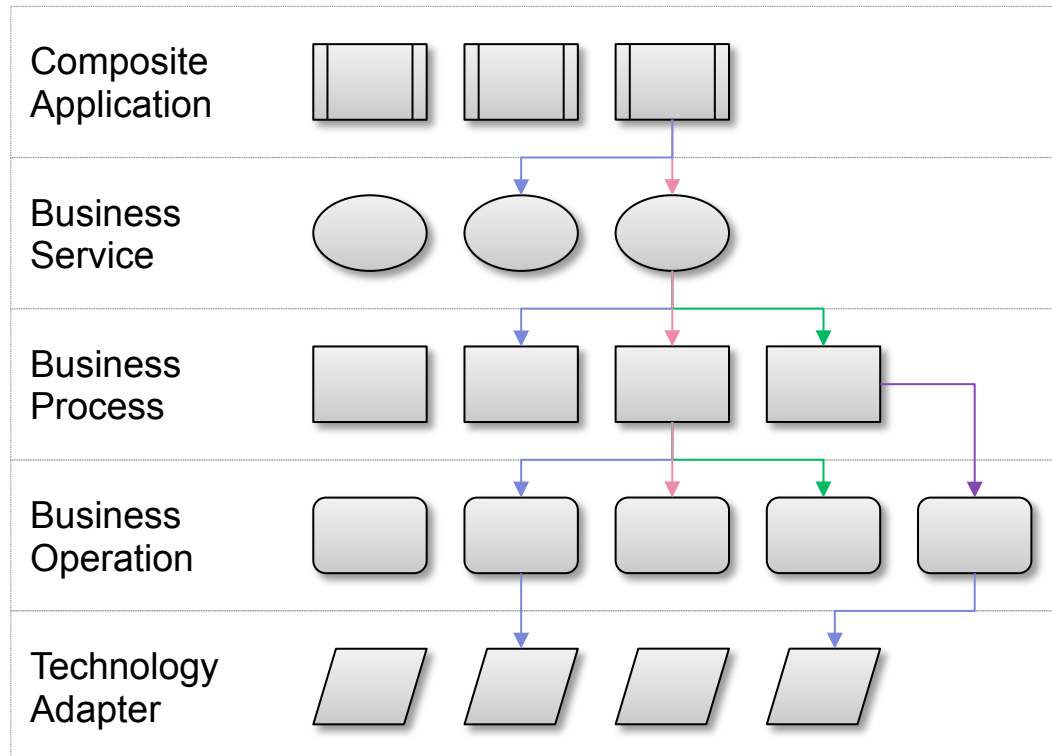 Composite
Application
Business
Service
Business
Process
Business
Operation
Technology
Adapter